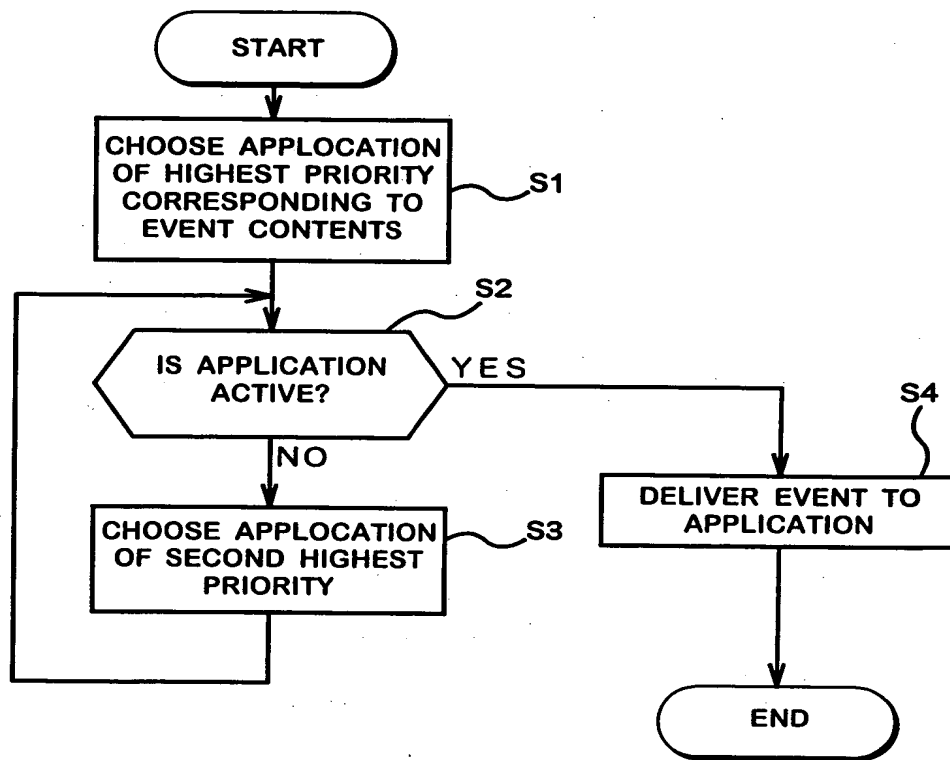 START
CHOOSE APPLOCATION
OF HIGHEST PRIORITY
CORRESPONDING TO
EVENT CONTENTS
S1
S2
IS APPLICATION
ACTIVE?
YES
NO
S4
DELIVER EVENT TO
APPLICATION
CHOOSE APPLOCATION
OF SECOND HIGHEST
PRIORITY
S3
END